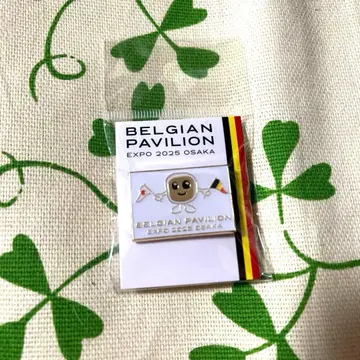 BELGIAN
PAVILION
EXPO 2025 OSAKA
BELGIAN PAVILION
EXPO 2025 OSAKA